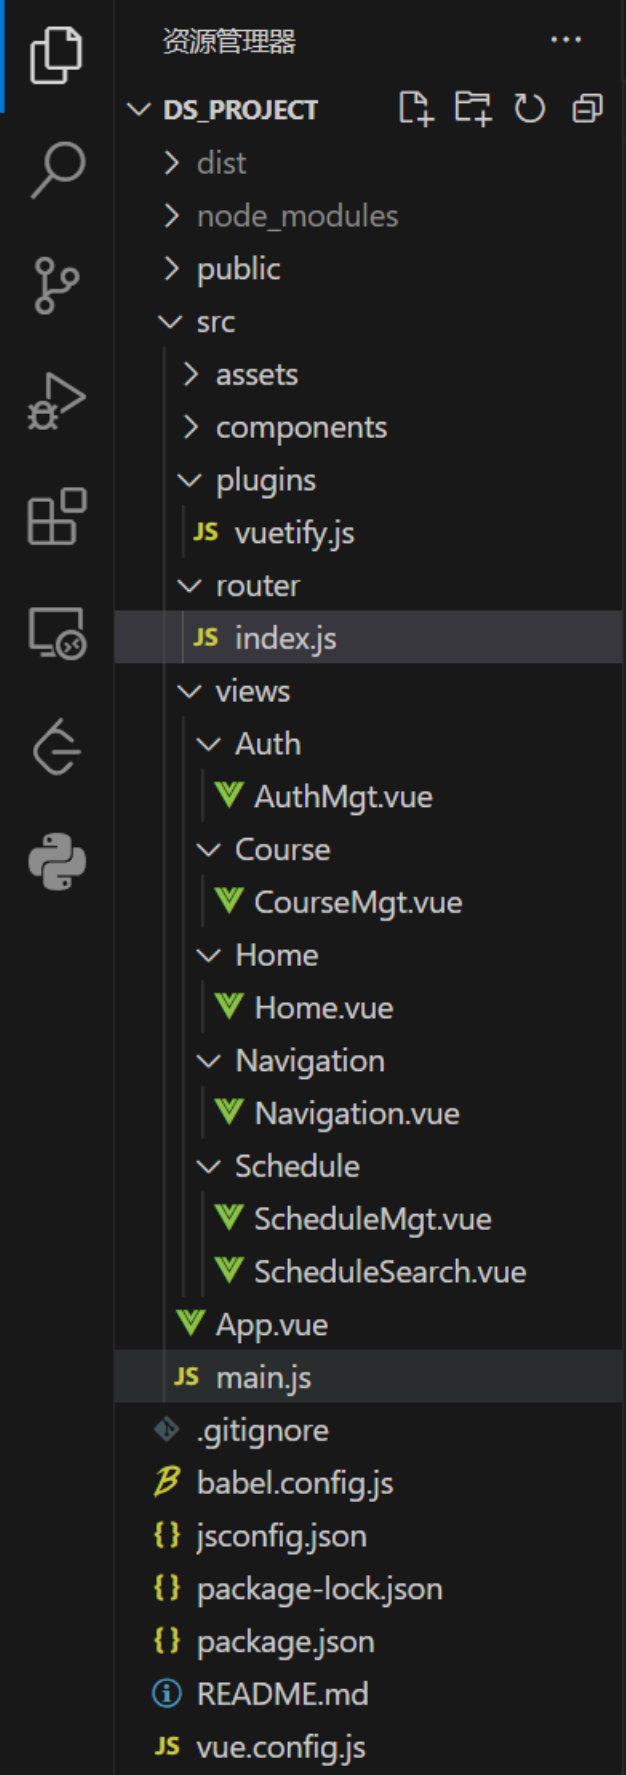 资源管理器
DS_PROJECT
dist
node_modules
public
src
assets
components
plugins
JS vuetify.js
router
JS index.js
views
Auth
AuthMgt.vue
Course
CourseMgt.vue
Home
Home.vue
Navigation
Navigation.vue
Schedule
ScheduleMgt.vue
ScheduleSearch.vue
App.vue
JS main.js
.gitignore
babel.config.js
{} jsconfig.json
{} package-lock.json
{} package.json
README.md
JS vue.config.js